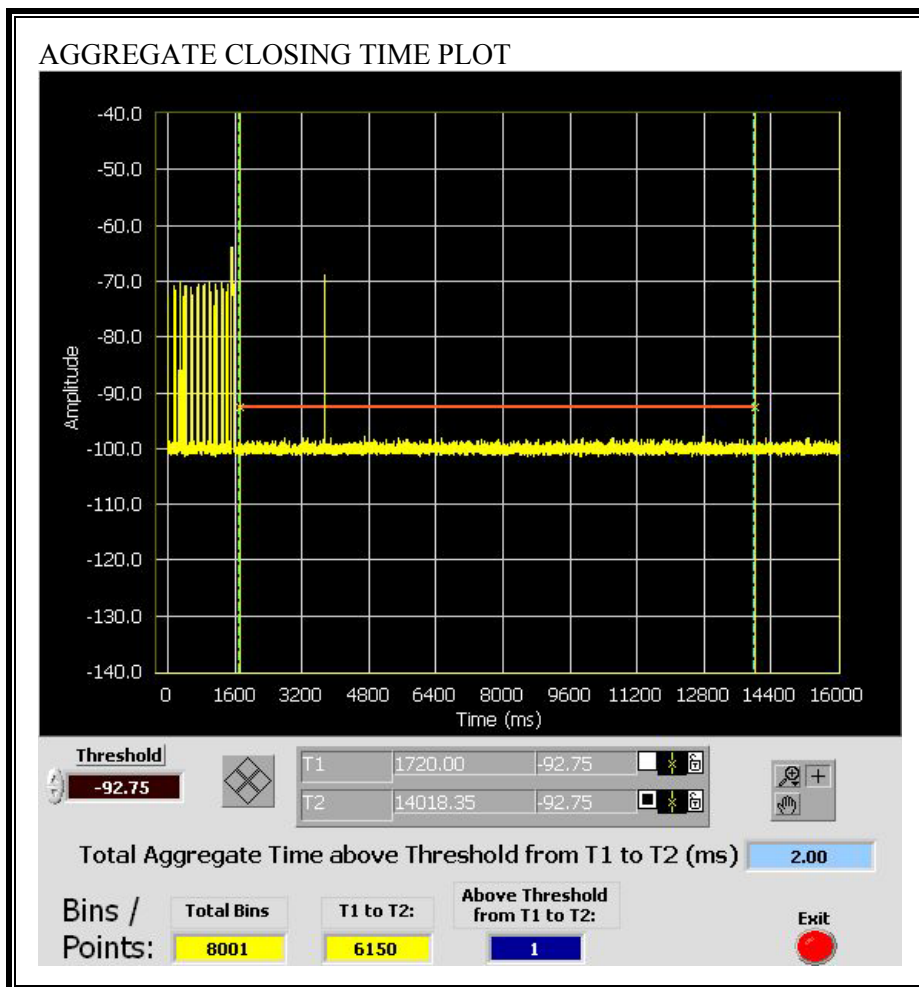 AGGREGATE CLOSING TIME PLOT
-40.0
-50.0
-60.0
-70.0
-80.0
-90.0
-100.0
-110.0
-120.0
-130.0
-140.0
Amplitude
0 1600 3200 4800 6400 8000 9600 11200 12800 14400 16000
Time (ms)
Threshold
-92.75
T1 1720.00 -92.75
T2 14018.35 -92.75
Total Aggregate Time above Threshold from T1 to T2 (ms) 2.00
Bins /
Points:
Total Bins
8001
T1 to T2:
6150
Above Threshold
from T1 to T2:
1
Exit